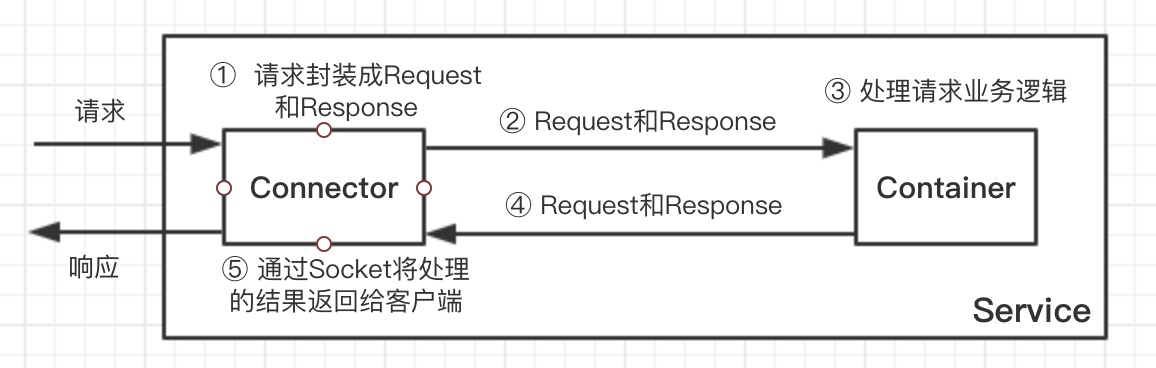 ① 请求封装成Request
和Response
请求
② Request和Response
③ 处理请求业务逻辑
Connector
Container
④ Request和Response
响应
⑤ 通过Socket将处理
的结果返回给客户端
Service